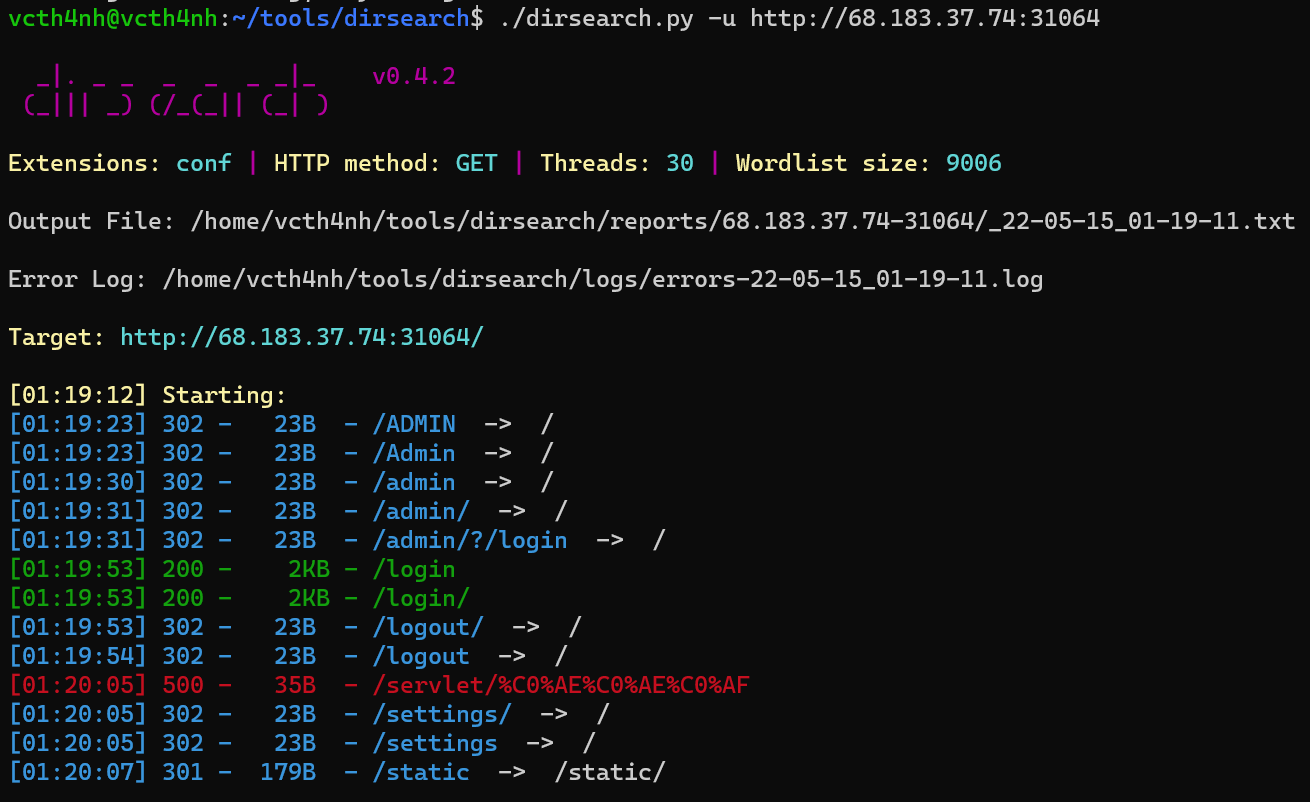 vcth4nh@vcth4nh:~/tools/dirsearch$ ./dirsearch.py -u http://68.183.37.74:31064
  _|. _ _  _  _  _ _|_    v0.4.2
 (_||| _) (/_(_|| (_| )
Extensions: conf | HTTP method: GET | Threads: 30 | Wordlist size: 9006
Output File: /home/vcth4nh/tools/dirsearch/reports/68.183.37.74-31064/_22-05-15_01-19-11.txt
Error Log: /home/vcth4nh/tools/dirsearch/logs/errors-22-05-15_01-19-11.log
Target: http://68.183.37.74:31064/
[01:19:12] Starting:
[01:19:23] 302 -   23B  - /ADMIN  ->  /
[01:19:23] 302 -   23B  - /Admin  ->  /
[01:19:30] 302 -   23B  - /admin  ->  /
[01:19:31] 302 -   23B  - /admin/  ->  /
[01:19:31] 302 -   23B  - /admin/?/login  ->  /
[01:19:53] 200 -    2KB - /login
[01:19:53] 200 -    2KB - /login/
[01:19:53] 302 -   23B  - /logout/  ->  /
[01:19:54] 302 -   23B  - /logout  ->  /
[01:20:05] 500 -   35B  - /servlet/%C0%AE%C0%AE%C0%AF
[01:20:05] 302 -   23B  - /settings/  ->  /
[01:20:05] 302 -   23B  - /settings  ->  /
[01:20:07] 301 -  179B  - /static  ->  /static/